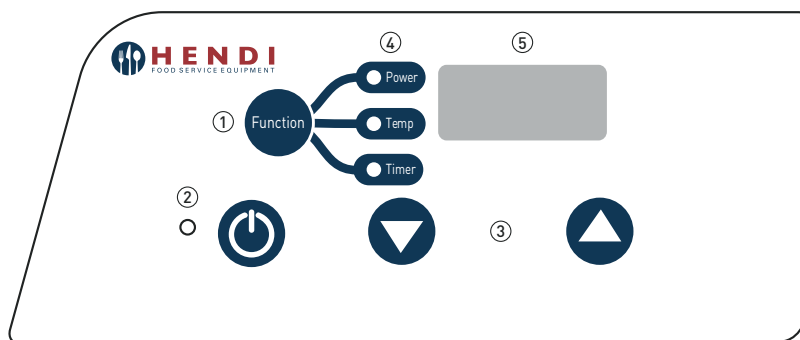 ④
⑤
HENDI
FOOD SERVICE EQUIPMENT
Power
① Function
Temp
Timer
②
③